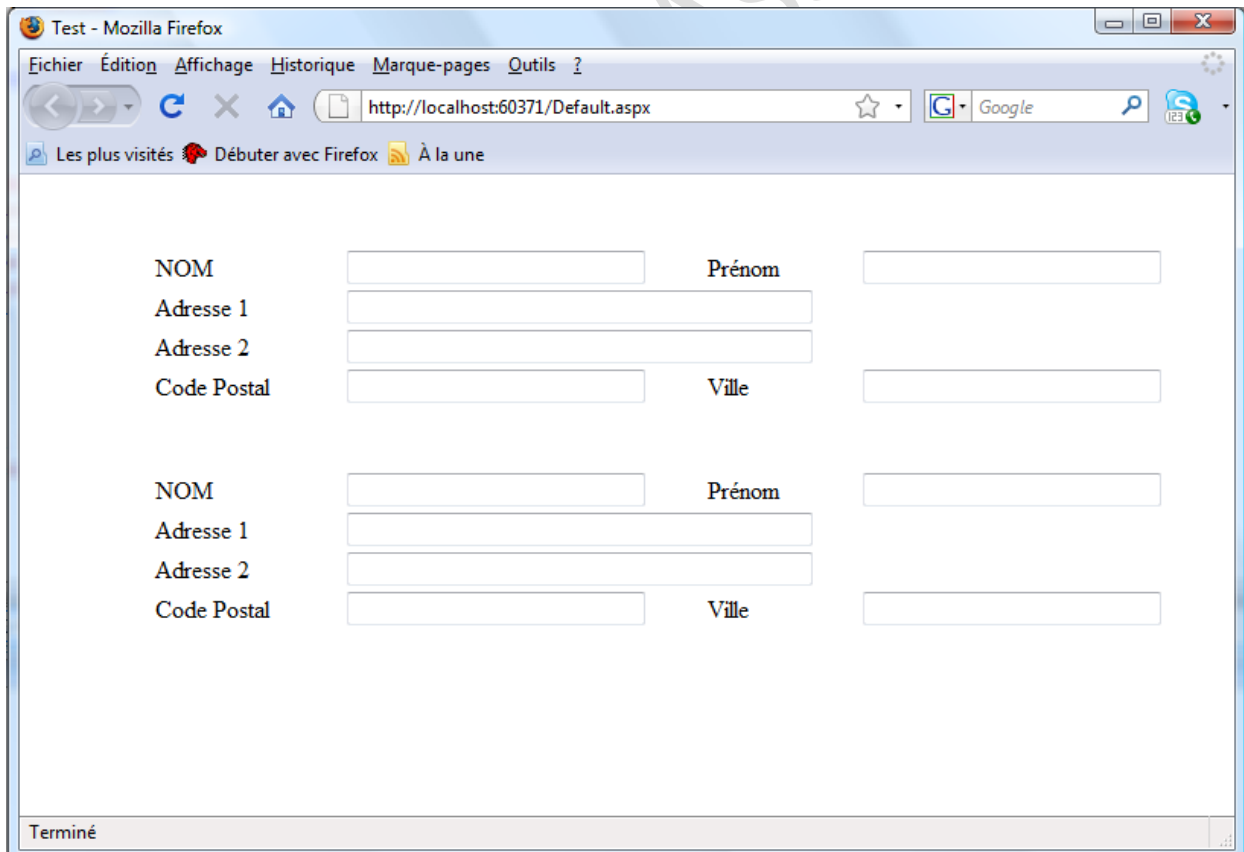 Test - Mozilla Firefox
Fichier Édition Affichage Historique Marque-pages Outils ?
http://localhost:60371/Default.aspx G Google 123
Les plus visités Débuter avec Firefox À la une
NOM Prénom
Adresse 1
Adresse 2
Code Postal Ville
NOM Prénom
Adresse 1
Adresse 2
Code Postal Ville
Terminé